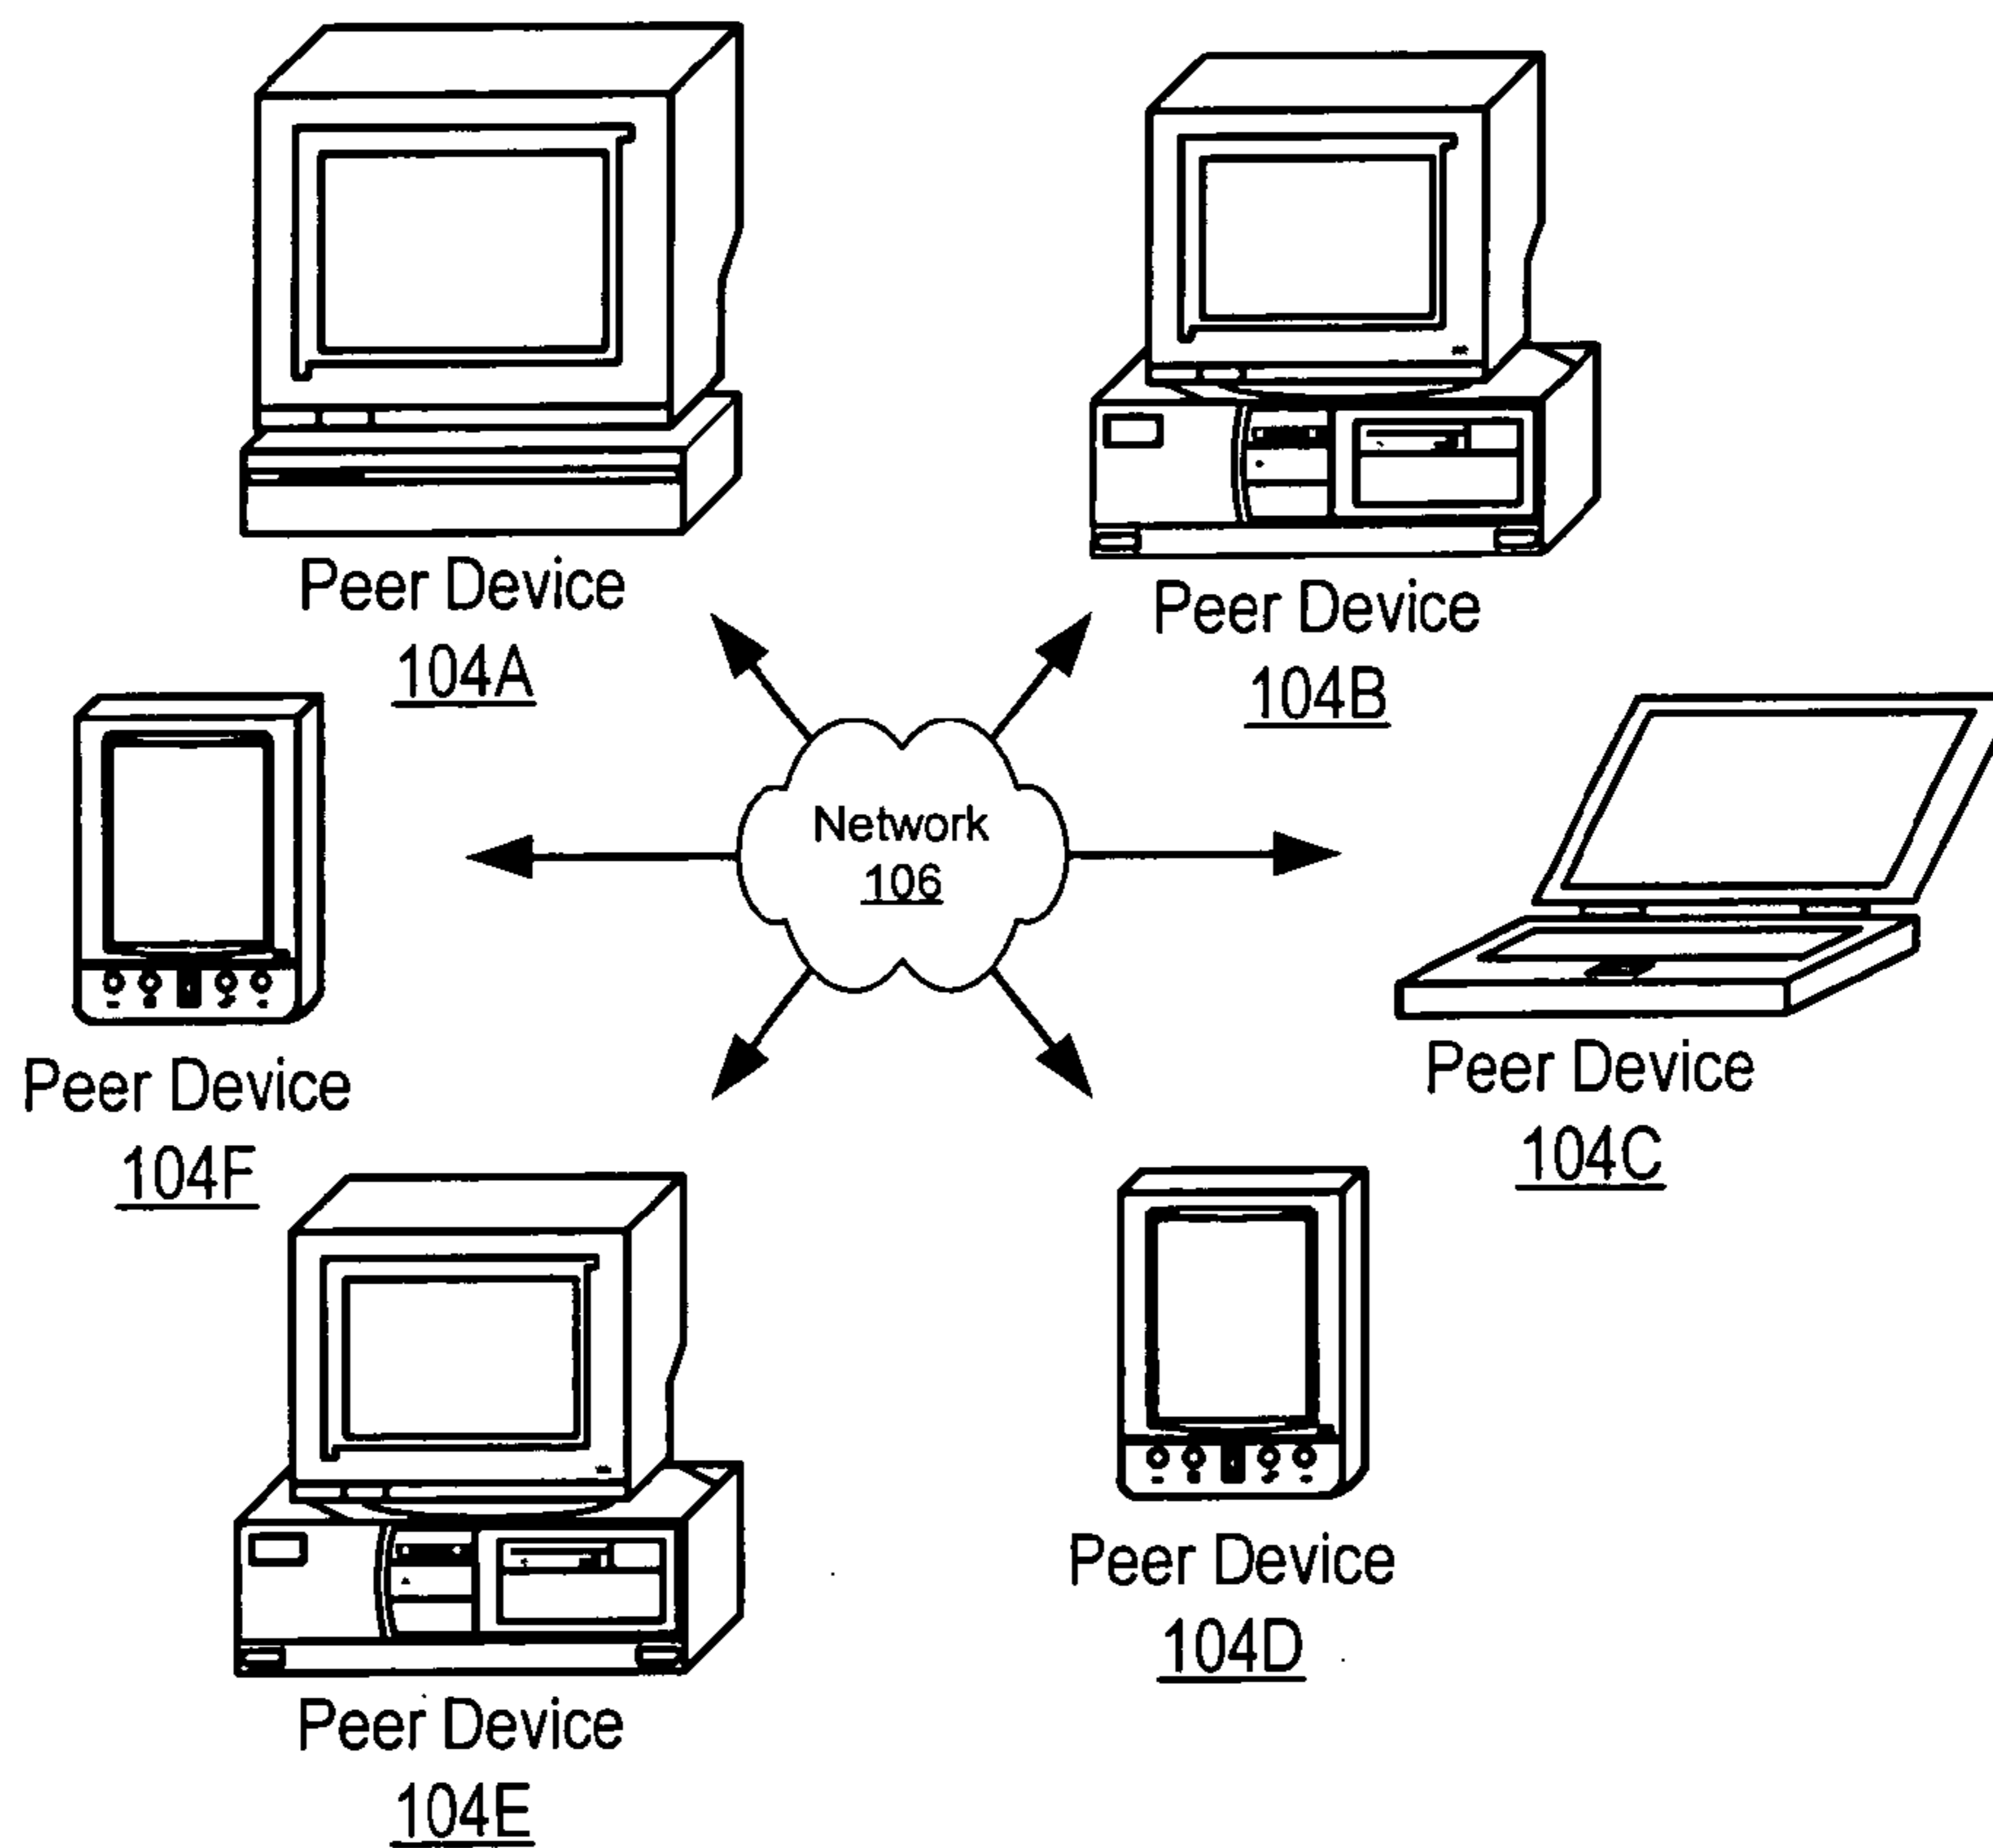 Peer Device
104A
Peer Device
104B
Network
106
Peer Device
104F
Peer Device
104C
Peer Device
104D
Peer Device
104E